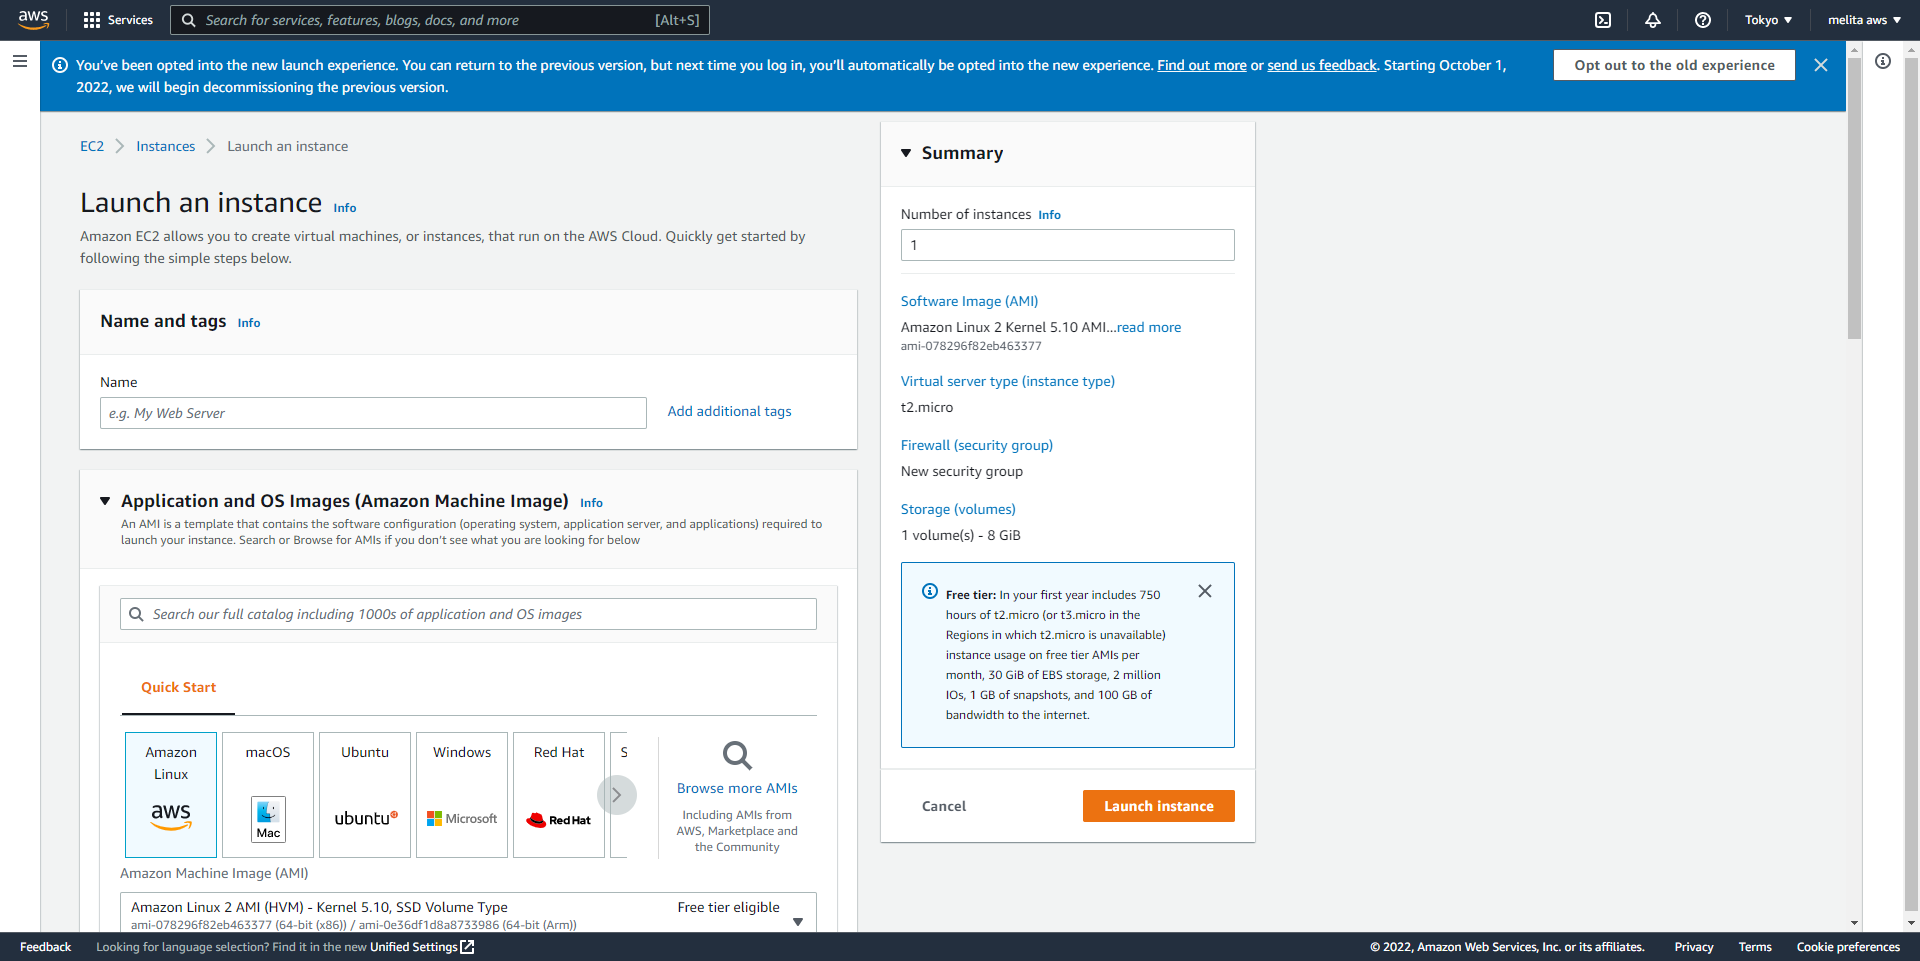 aws
Services
Search for services, features, blogs, docs, and more
[Alt+S]
Tokyo
melita aws
You've been opted into the new launch experience. You can return to the previous version, but next time you log in, you'll automatically be opted into the new experience. Find out more or send us feedback. Starting October 1,
2022, we will begin decommissioning the previous version.
Opt out to the old experience
EC2
Instances
Launch an instance
Launch an instance Info
Amazon EC2 allows you to create virtual machines, or instances, that run on the AWS Cloud. Quickly get started by
following the simple steps below.
Name and tags Info
Name
e.g. My Web Server
Add additional tags
Application and OS Images (Amazon Machine Image) Info
An AMI is a template that contains the software configuration (operating system, application server, and applications) required to
launch your instance. Search or Browse for AMIs if you don't see what you are looking for below
Search our full catalog including 1000s of application and OS images
Quick Start
Amazon
Linux
aws
macOS
Mac
Ubuntu
ubuntu
Windows
Microsoft
Red Hat
Red Hat
S
Browse more AMIs
Including AMIs from
AWS, Marketplace and
the Community
Amazon Machine Image (AMI)
Amazon Linux 2 AMI (HVM) - Kernel 5.10, SSD Volume Type
Free tier eligible
ami-078296f82eb463377 (64-bit (x86)) / ami-0e36df1d8a8733986 (64-bit (Arm))
Summary
Number of instances Info
1
Software Image (AMI)
Amazon Linux 2 Kernel 5.10 AMI...read more
ami-078296f82eb463377
Virtual server type (instance type)
t2.micro
Firewall (security group)
New security group
Storage (volumes)
1 volume(s) - 8 GiB
Free tier: In your first year includes 750
hours of t2.micro (or t3.micro in the
Regions in which t2.micro is unavailable)
instance usage on free tier AMIs per
month, 30 GiB of EBS storage, 2 million
IOs, 1 GB of snapshots, and 100 GB of
bandwidth to the internet.
Cancel
Launch instance
Feedback
Looking for language selection? Find it in the new Unified Settings
© 2022, Amazon Web Services, Inc. or its affiliates.
Privacy
Terms
Cookie preferences